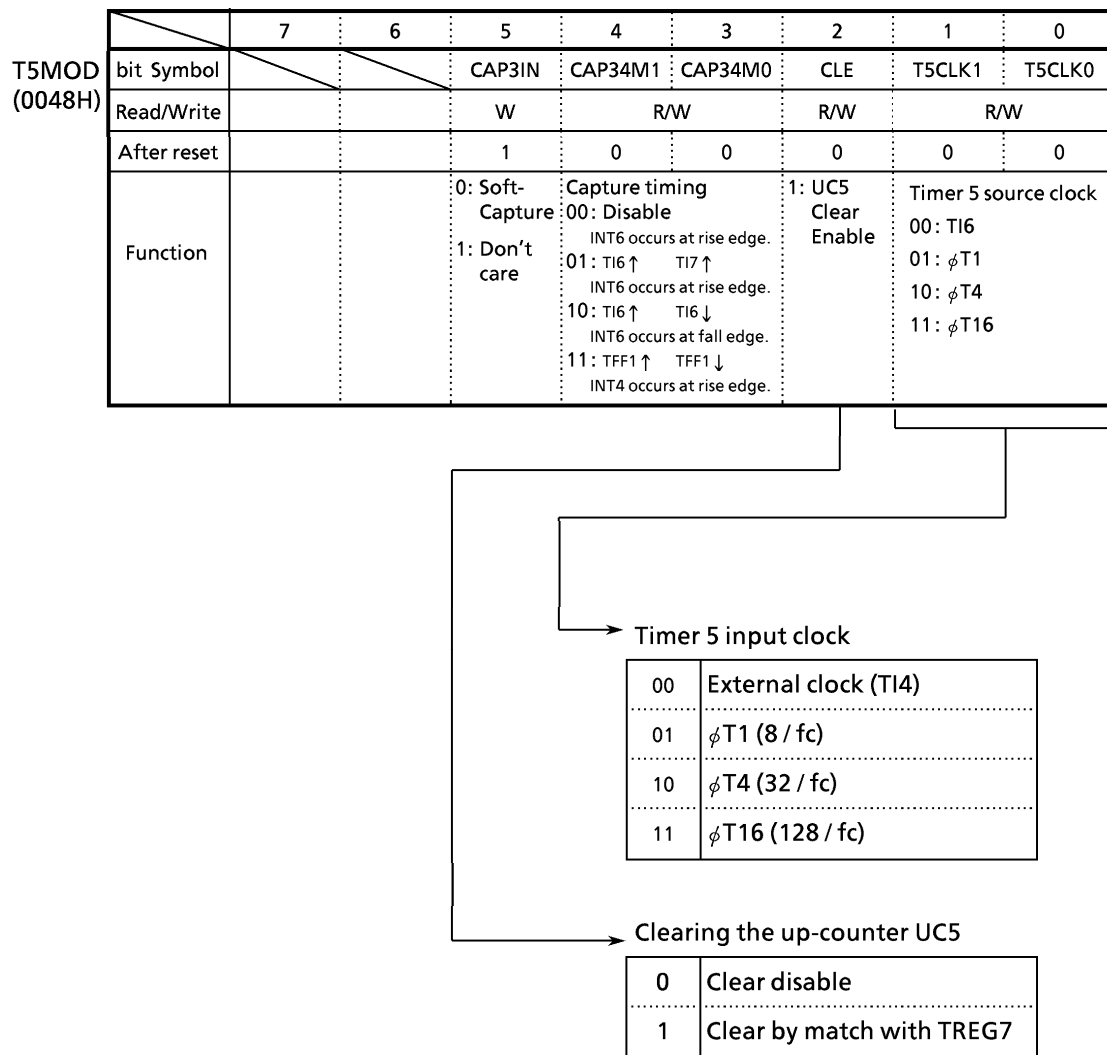 7 6 5 4 3 2 1 0
T5MOD
(0048H)
bit Symbol CAP3IN CAP34M1 CAP34M0 CLE T5CLK1 T5CLK0
Read/Write W R/W R/W R/W
After reset 1 0 0 0 0 0
Function
0: Soft-
Capture
1: Don't
care
Capture timing
00: Disable
INT6 occurs at rise edge.
01: TI6↑ TI7↑
INT6 occurs at rise edge.
10: TI6↑ TI6↓
INT6 occurs at fall edge.
11: TFF1↑ TFF1↓
INT4 occurs at rise edge.
1: UC5
Clear
Enable
Timer 5 source clock
00: TI6
01: ϕT1
10: ϕT4
11: ϕT16
Timer 5 input clock
00 External clock (TI4)
01 ϕT1 (8 / fc)
10 ϕT4 (32 / fc)
11 ϕT16 (128 / fc)
Clearing the up-counter UC5
0 Clear disable
1 Clear by match with TREG7